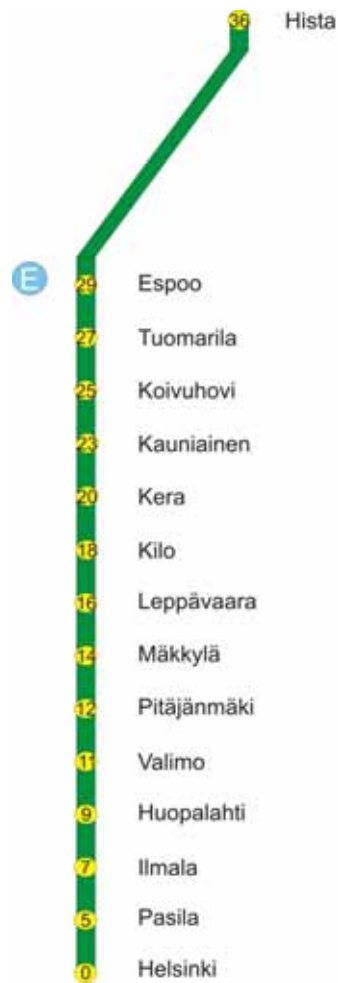 36 Hista
E
29 Espoo
27 Tuomarila
25 Koivuhovi
23 Kauniainen
20 Kera
18 Kilo
16 Leppävaara
14 Mäkkylä
12 Pitäjänmäki
11 Valimo
9 Huopalahti
7 Ilmala
5 Pasila
0 Helsinki